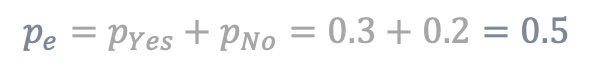 pₑ = p_Yes + p_No = 0.3 + 0.2 = 0.5